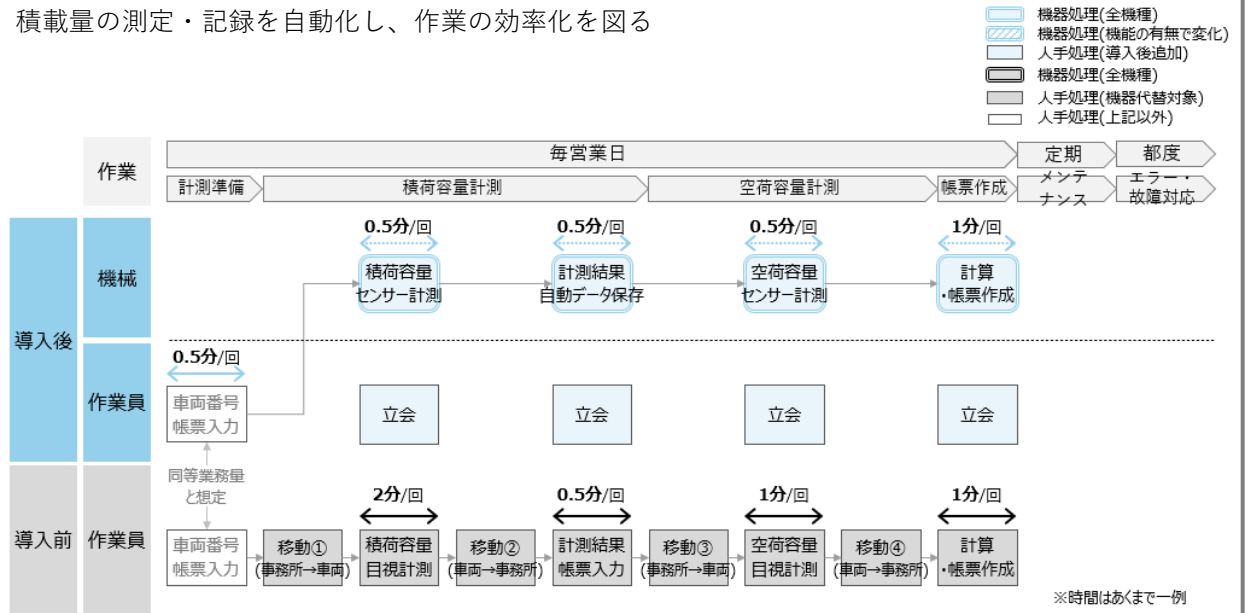 積載量の測定・記録を自動化し、作業の効率化を図る
機器処理(全機種)
機器処理(機能の有無で変化)
人手処理(導入後追加)
機器処理(全機種)
人手処理(機器代替対象)
人手処理(上記以外)
作業
毎営業日
定期
都度
計測準備
積荷容量計測
空荷容量計測
帳票作成
メンテ
ナンス
エラー・
故障対応
導入後
機械
0.5分/回
0.5分/回
0.5分/回
1分/回
積荷容量
センサー計測
計測結果
自動データ保存
空荷容量
センサー計測
計算
・帳票作成
作業員
0.5分/回
車両番号
帳票入力
立会
立会
立会
立会
同等業務量
と想定
導入前
作業員
2分/回
0.5分/回
1分/回
1分/回
車両番号
帳票入力
移動①
(事務所→車両)
積荷容量
目視計測
移動②
(車両→事務所)
計測結果
帳票入力
移動③
(事務所→車両)
空荷容量
目視計測
移動④
(車両→事務所)
計算
・帳票作成
※時間はあくまで一例